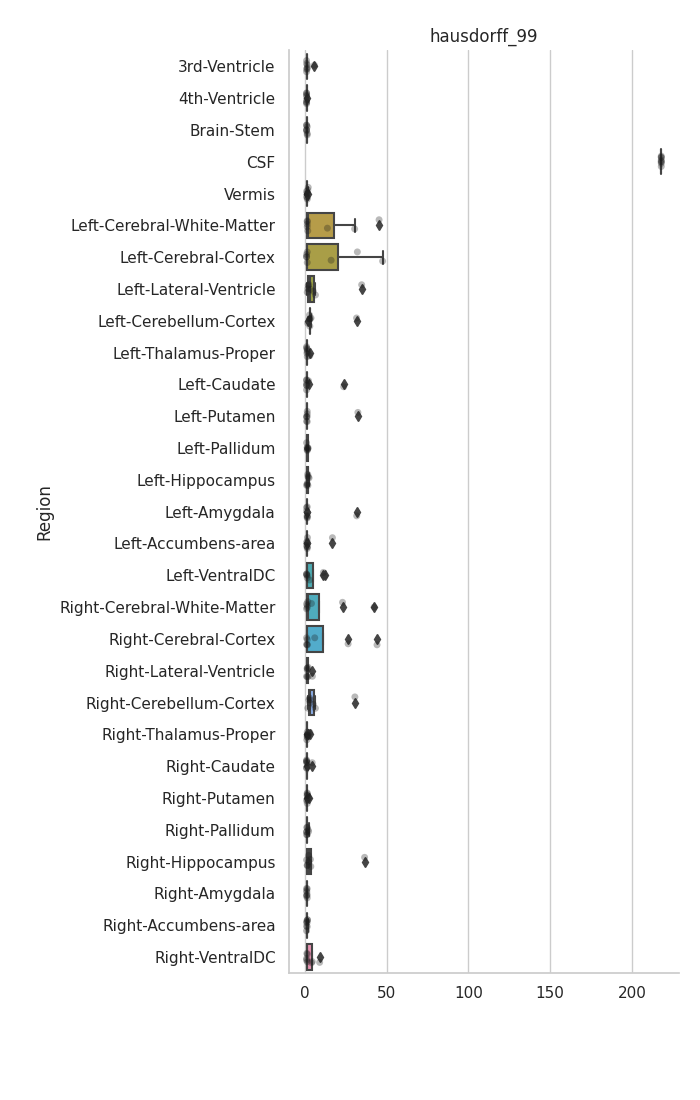 hausdorff_99
3rd-Ventricle
4th-Ventricle
Brain-Stem
CSF
Vermis
Left-Cerebral-White-Matter
Left-Cerebral-Cortex
Left-Lateral-Ventricle
Left-Cerebellum-Cortex
Left-Thalamus-Proper
Left-Caudate
Left-Putamen
Left-Pallidum
Left-Hippocampus
Left-Amygdala
Left-Accumbens-area
Left-VentralDC
Right-Cerebral-White-Matter
Right-Cerebral-Cortex
Right-Lateral-Ventricle
Right-Cerebellum-Cortex
Right-Thalamus-Proper
Right-Caudate
Right-Putamen
Right-Pallidum
Right-Hippocampus
Right-Amygdala
Right-Accumbens-area
Right-VentralDC
Region
0 50 100 150 200